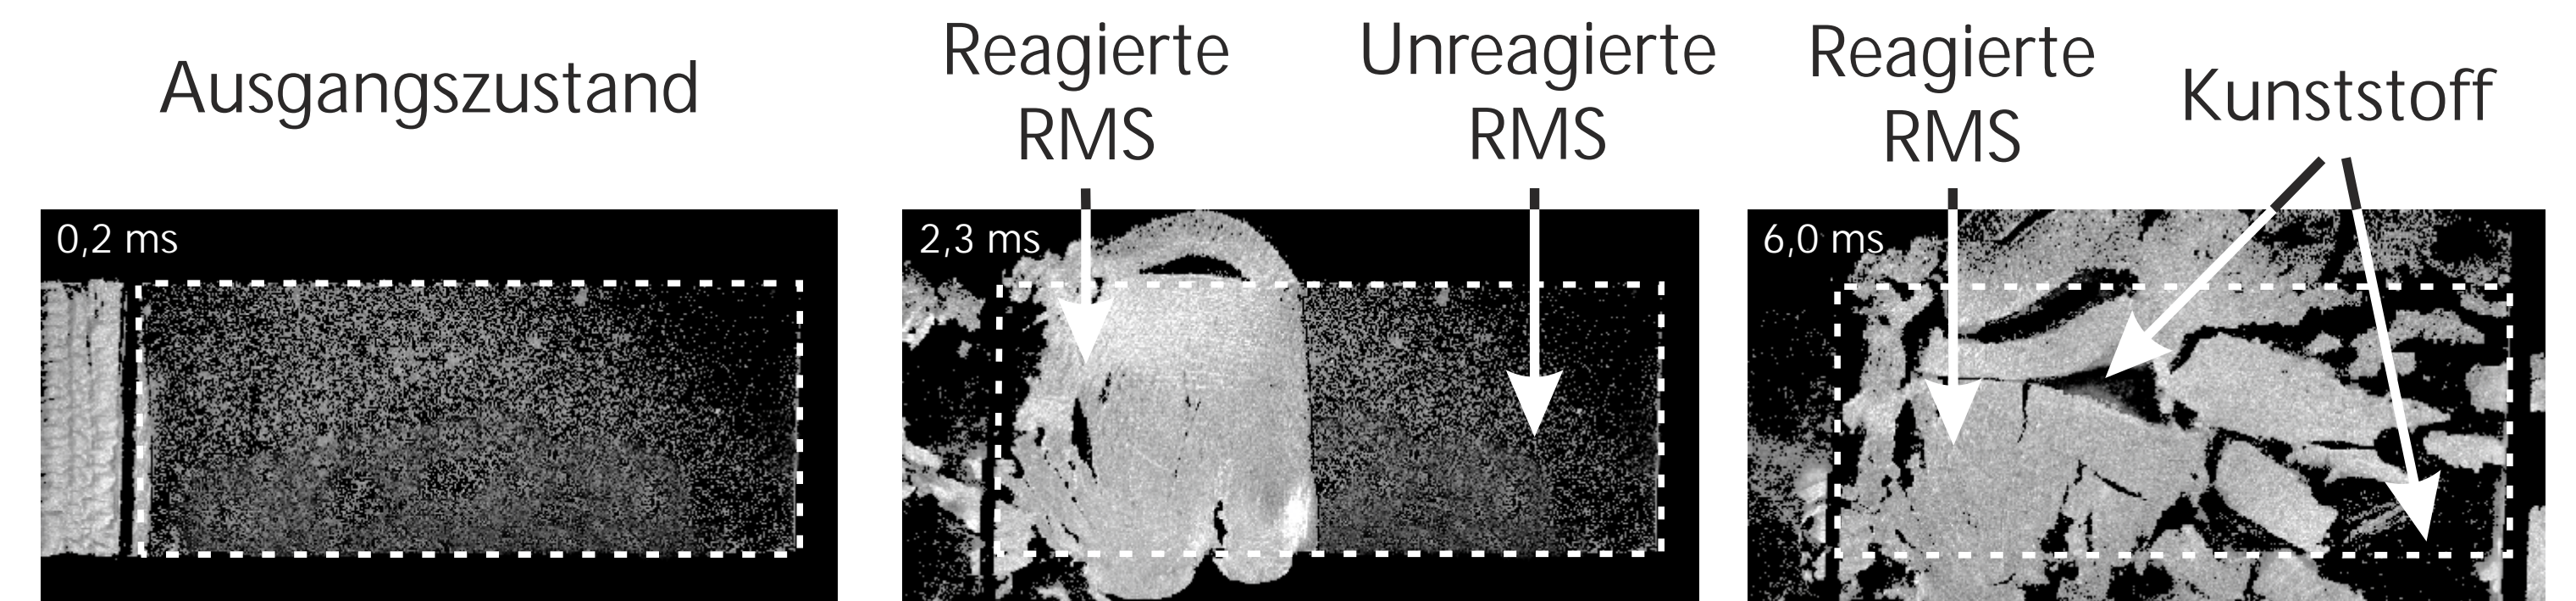 Ausgangszustand
Reagierte
RMS
Unreagierte
RMS
Reagierte
RMS
Kunststoff
0,2 ms
2,3 ms
6,0 ms